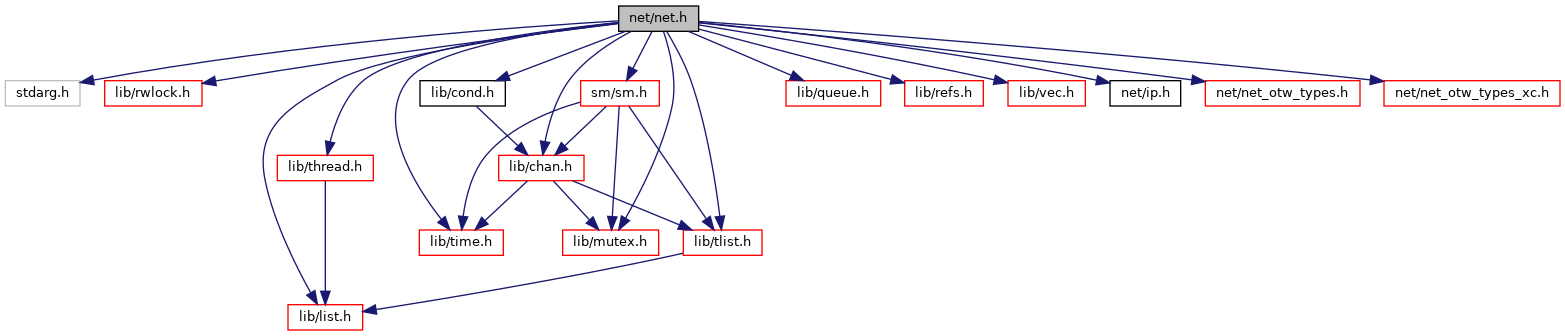 net/net.h
stdarg.h
lib/rwlock.h
lib/cond.h
sm/sm.h
lib/queue.h
lib/refs.h
lib/vec.h
net/ip.h
net/net_otw_types.h
net/net_otw_types_xc.h
lib/thread.h
lib/chan.h
lib/time.h
lib/mutex.h
lib/tlist.h
lib/list.h